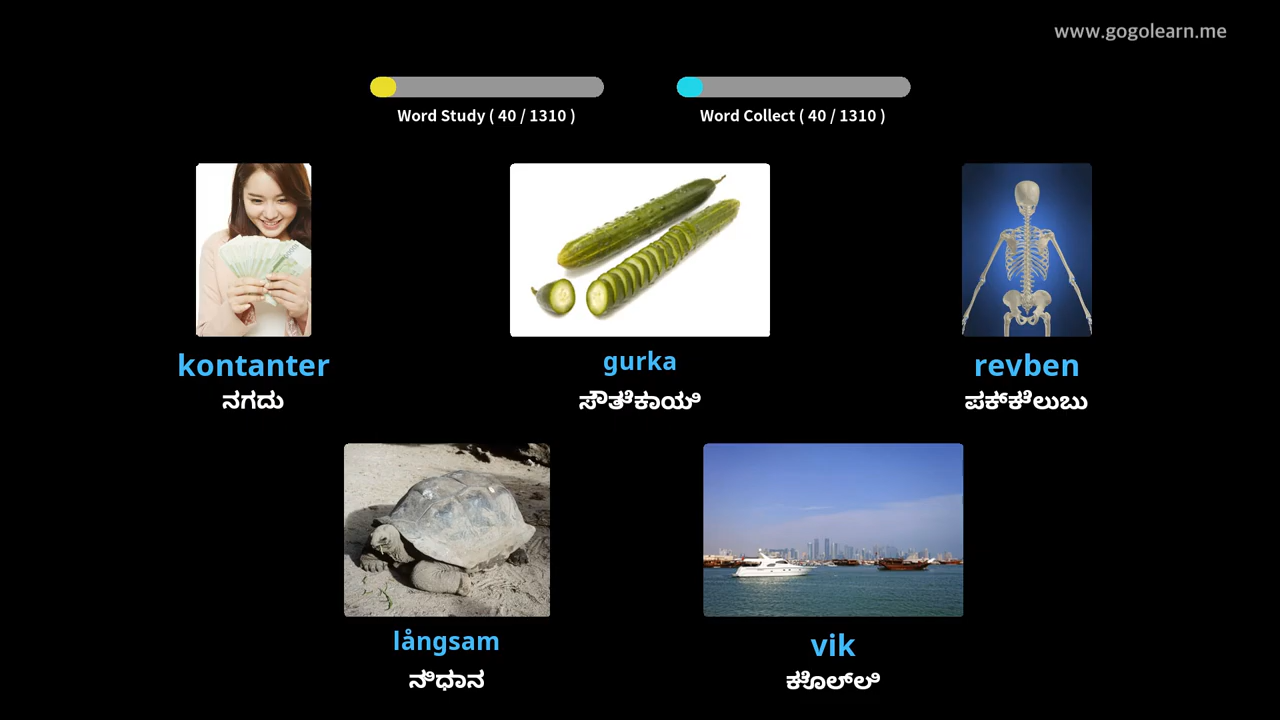 www.gogolearn.me
Word Study ( 40 / 1310 )
Word Collect ( 40 / 1310 )
kontanter
ನಗದು
gurka
ಸೌತೆಕಾಯಿ
revben
ಪಕ್ಕೆಲುಬು
långsam
ನಿಧಾನ
vik
ಕೊಲ್ಲಿ